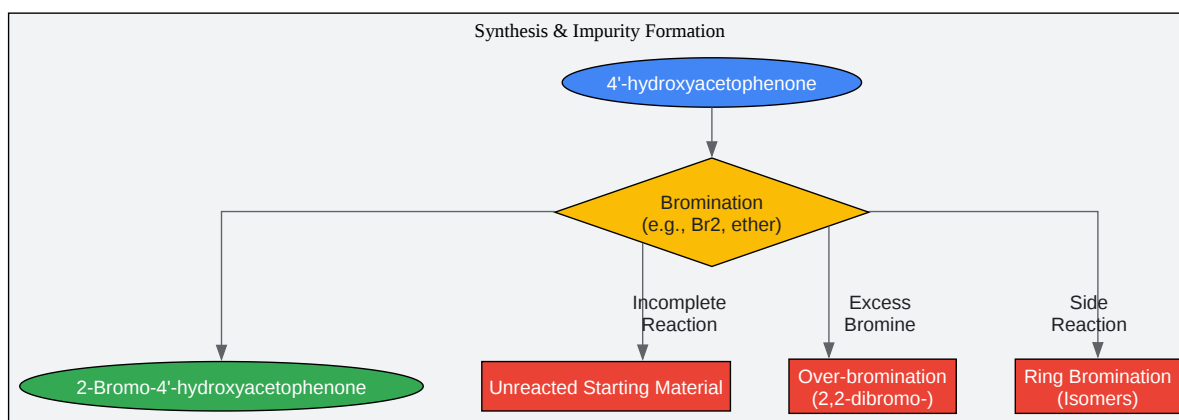 Synthesis & Impurity Formation
4'-hydroxyacetophenone
Bromination
(e.g., Br2, ether)
Incomplete
Reaction
Excess
Bromine
Side
Reaction
2-Bromo-4'-hydroxyacetophenone
Unreacted Starting Material
Over-bromination
(2,2-dibromo-)
Ring Bromination
(Isomers)